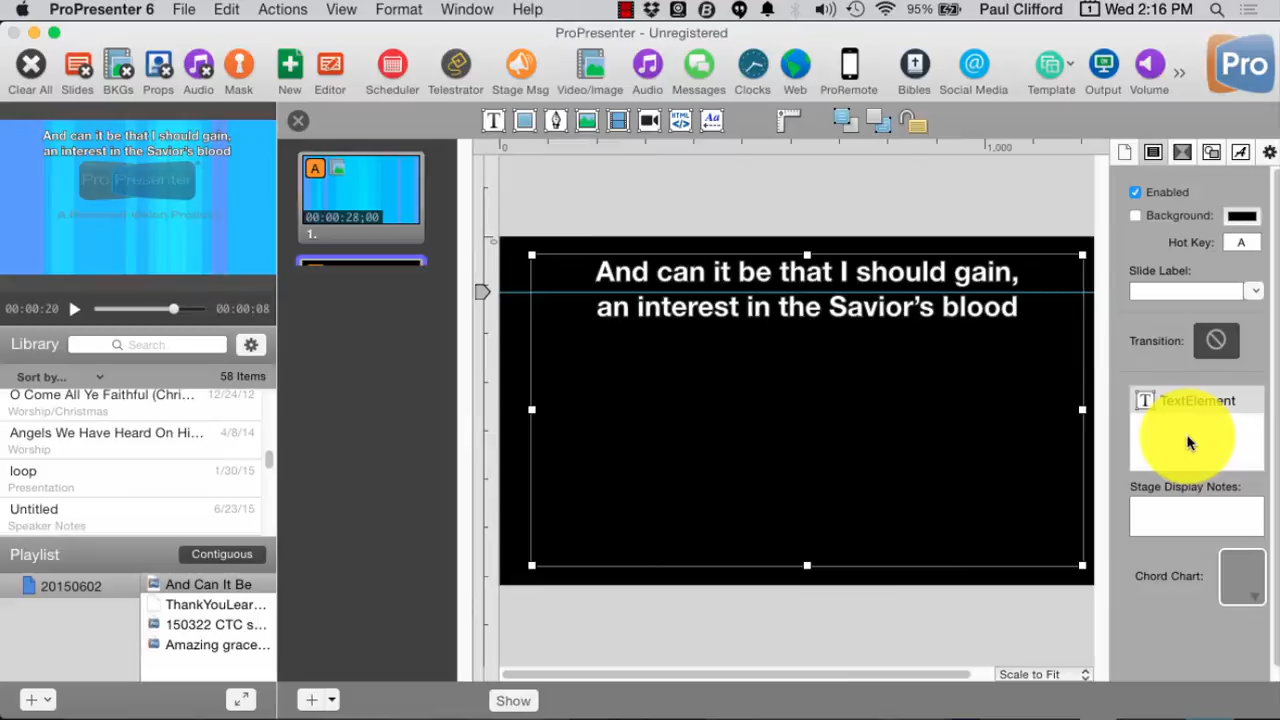 ProPresenter 6 File Edit Actions View Format Window Help 95% Paul Clifford 1 Wed 2:16 PM
ProPresenter - Unregistered
Clear All Slides BKGs Props Audio Mask New Editor Scheduler Telestrator Stage Msg Video/Image Audio Messages Clocks Web ProRemote Bibles Social Media Template Output Volume Pro
And can it be that I should gain,
an interest in the Savior's blood
ProPresenter
00:00:20 00:00:08
Library Search
Sort by... 58 Items
O Come All Ye Faithful (Chri... 12/24/12
Worship/Christmas
Angels We Have Heard On Hi... 4/8/14
Worship
loop 1/30/15
Presentation
Untitled 6/23/15
Speaker Notes
Playlist Contiguous
20150602
And Can It Be
ThankYouLear...
150322 CTC s...
Amazing grace...
T HTML Aa
A
00:00:28;00
1.
0 1,000
0
And can it be that I should gain,
an interest in the Savior’s blood
Scale to Fit
Show
Enabled
Background:
Hot Key: A
Slide Label:
Transition:
T TextElement
Stage Display Notes:
Chord Chart: